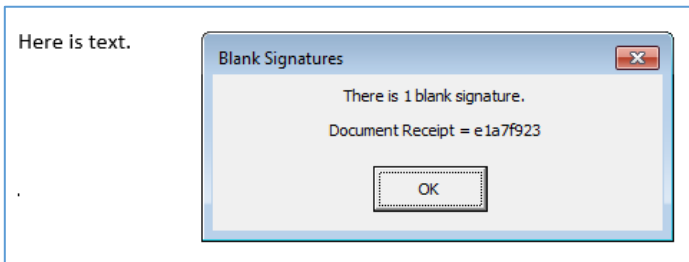 Here is text.
Blank Signatures
There is 1 blank signature.
Document Receipt = e1a7f923
OK
.